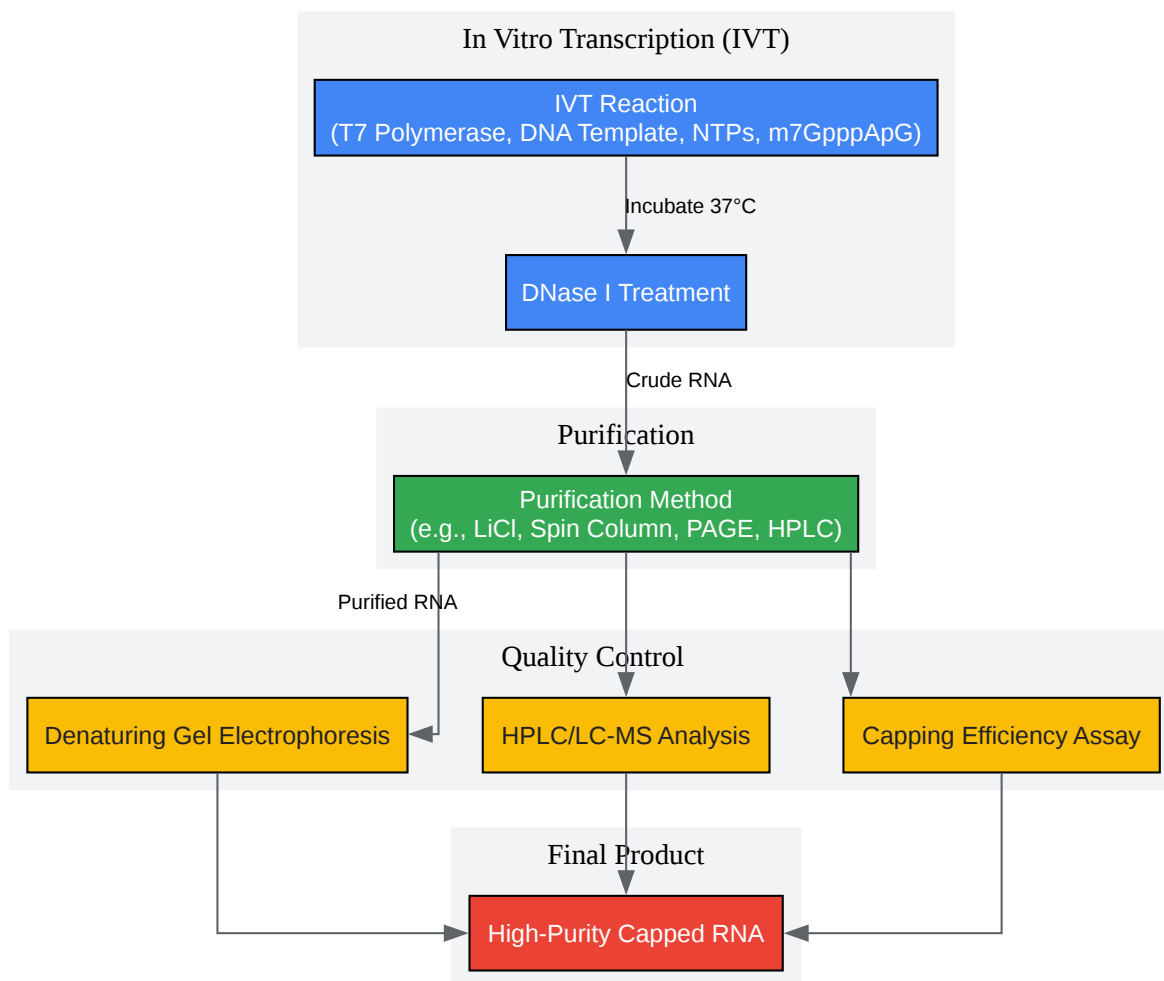 In Vitro Transcription (IVT)
IVT Reaction
(T7 Polymerase, DNA Template, NTPs, m7GpppApG)
Incubate 37°C
DNase I Treatment
Crude RNA
Purification
Purification Method
(e.g., LiCl, Spin Column, PAGE, HPLC)
Purified RNA
Quality Control
Denaturing Gel Electrophoresis
HPLC/LC-MS Analysis
Capping Efficiency Assay
Final Product
High-Purity Capped RNA